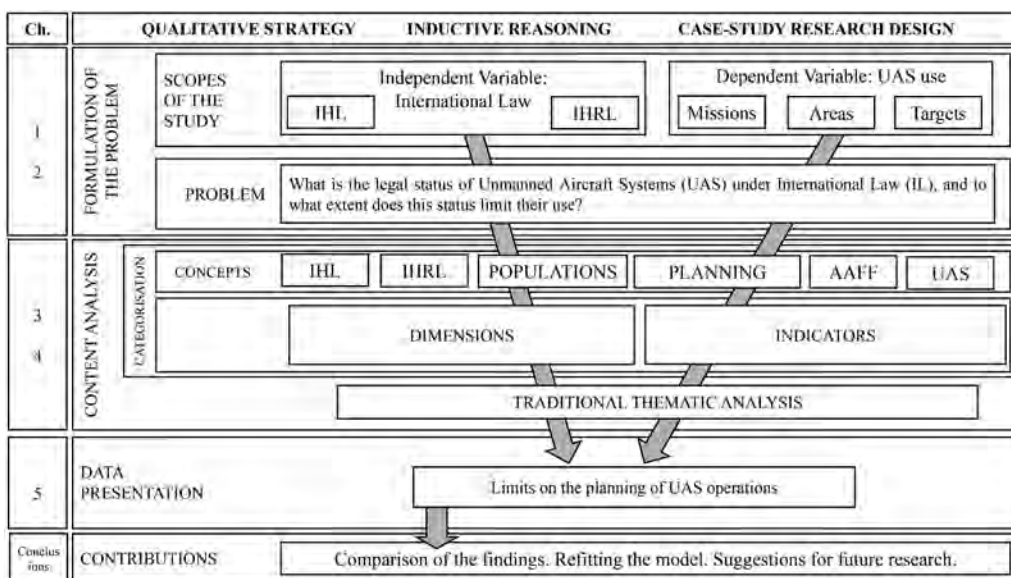 Ch.
QUALITATIVE STRATEGY INDUCTIVE REASONING CASE-STUDY RESEARCH DESIGN
1
2
FORMULATION OF
THE PROBLEM
SCOPES
OF THE
STUDY
Independent Variable:
International Law
IHL
IHRL
Dependent Variable: UAS use
Missions
Areas
Targets
PROBLEM
What is the legal status of Unmanned Aircraft Systems (UAS) under International Law (IL), and to
what extent does this status limit their use?
3
4
CONTENT ANALYSIS
CATEGORISATION
CONCEPTS
IHL
IHRL
POPULATIONS
PLANNING
AAFF
UAS
DIMENSIONS
INDICATORS
TRADITIONAL THEMATIC ANALYSIS
5
DATA
PRESENTATION
Limits on the planning of UAS operations
Conclus
ions
CONTRIBUTIONS
Comparison of the findings. Refitting the model. Suggestions for future research.